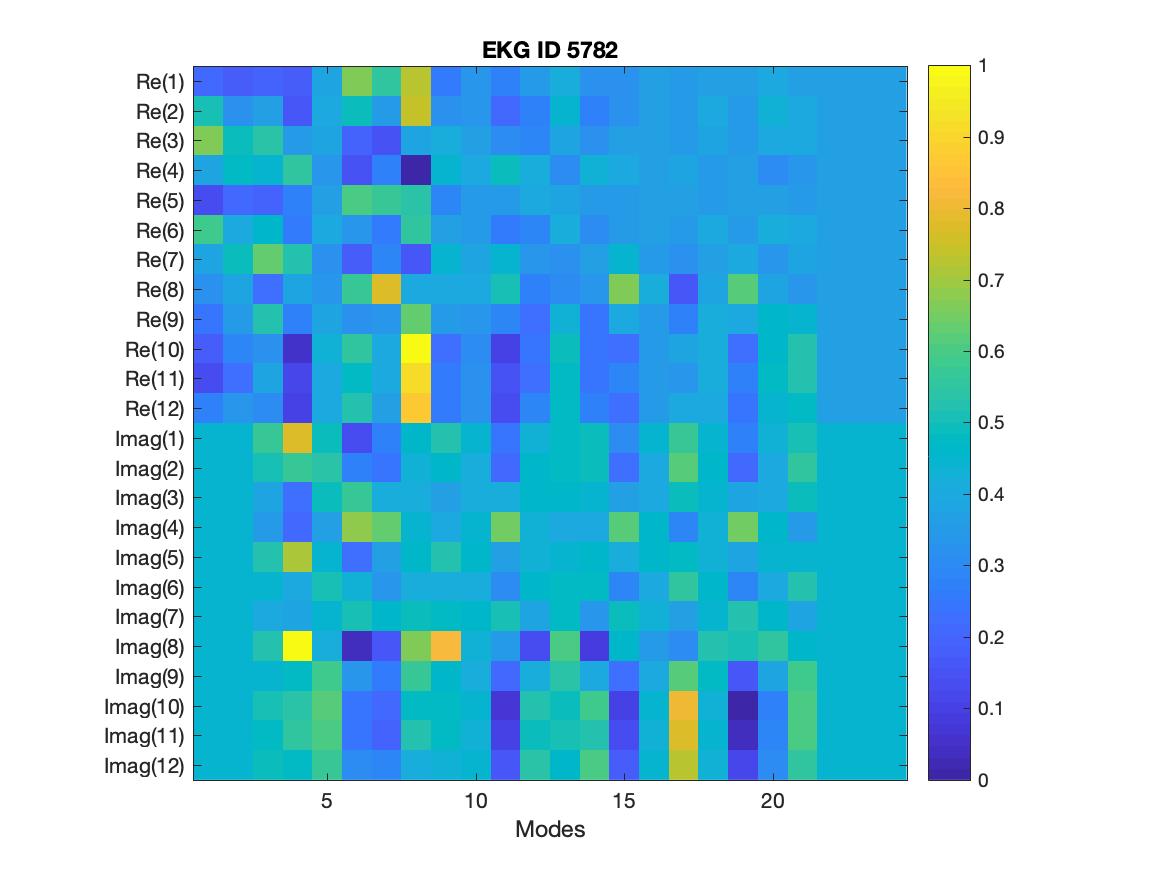 EKG ID 5782
Re(1)
Re(2)
Re(3)
Re(4)
Re(5)
Re(6)
Re(7)
Re(8)
Re(9)
Re(10)
Re(11)
Re(12)
Imag(1)
Imag(2)
Imag(3)
Imag(4)
Imag(5)
Imag(6)
Imag(7)
Imag(8)
Imag(9)
Imag(10)
Imag(11)
Imag(12)
5 10 15 20
Modes
1
0.9
0.8
0.7
0.6
0.5
0.4
0.3
0.2
0.1
0